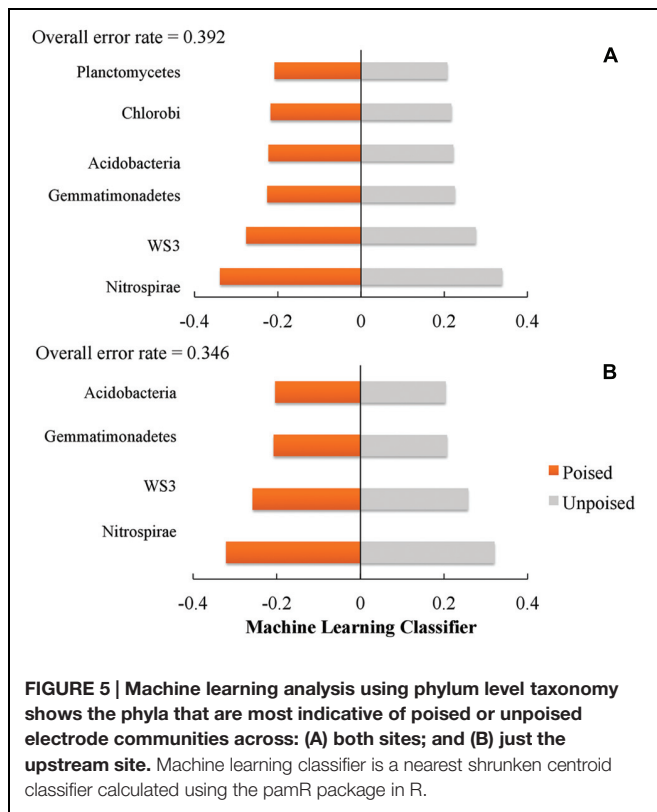 Overall error rate = 0.392
A
Planctomycetes
Chlorobi
Acidobacteria
Gemmatimonadetes
WS3
Nitrospirae
-0.4 -0.2 0 0.2 0.4
Overall error rate = 0.346
B
Acidobacteria
Gemmatimonadetes
WS3
Nitrospirae
Poised
Unpoised
-0.4 -0.2 0 0.2 0.4
Machine Learning Classifier
FIGURE 5 | Machine learning analysis using phylum level taxonomy
shows the phyla that are most indicative of poised or unpoised
electrode communities across: (A) both sites; and (B) just the
upstream site. Machine learning classifier is a nearest shrunken centroid
classifier calculated using the pamR package in R.